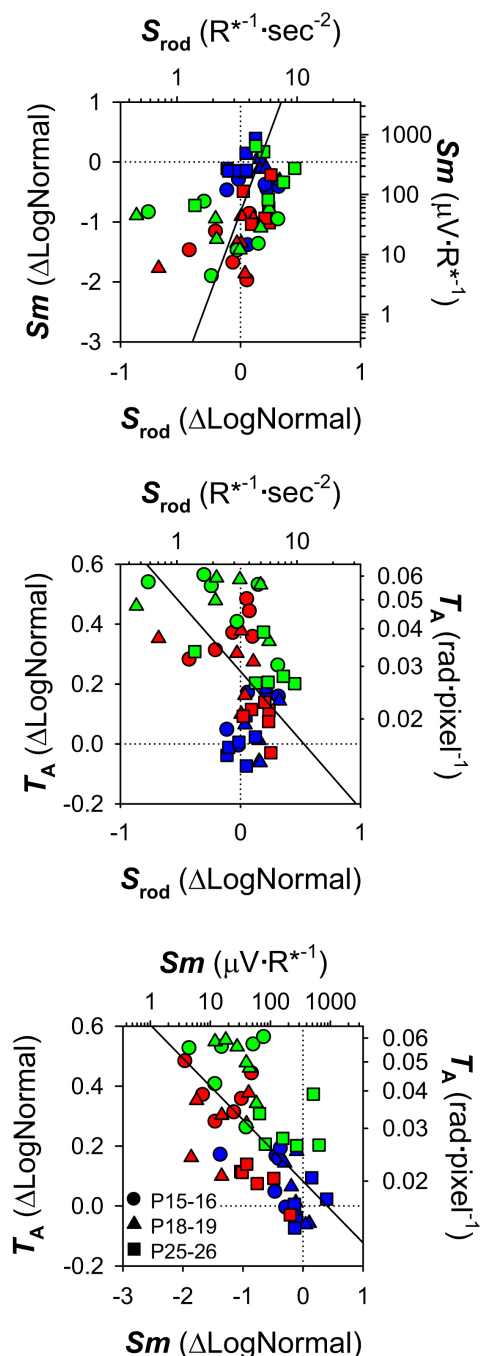 S_rod (R*⁻¹·sec⁻²)
1 10
1
0
-1
-2
-3
Sm (ΔLogNormal)
1000
100
10
1
Sm (µV·R*⁻¹)
-1 0 1
S_rod (ΔLogNormal)
S_rod (R*⁻¹·sec⁻²)
1 10
0.6
0.4
0.2
0.0
-0.2
T_A (ΔLogNormal)
0.06
0.05
0.04
0.03
0.02
T_A (rad·pixel⁻¹)
-1 0 1
S_rod (ΔLogNormal)
Sm (µV·R*⁻¹)
1 10 100 1000
0.6
0.4
0.2
0.0
-0.2
T_A (ΔLogNormal)
0.06
0.05
0.04
0.03
0.02
T_A (rad·pixel⁻¹)
P15-16
P18-19
P25-26
-3 -2 -1 0 1
Sm (ΔLogNormal)